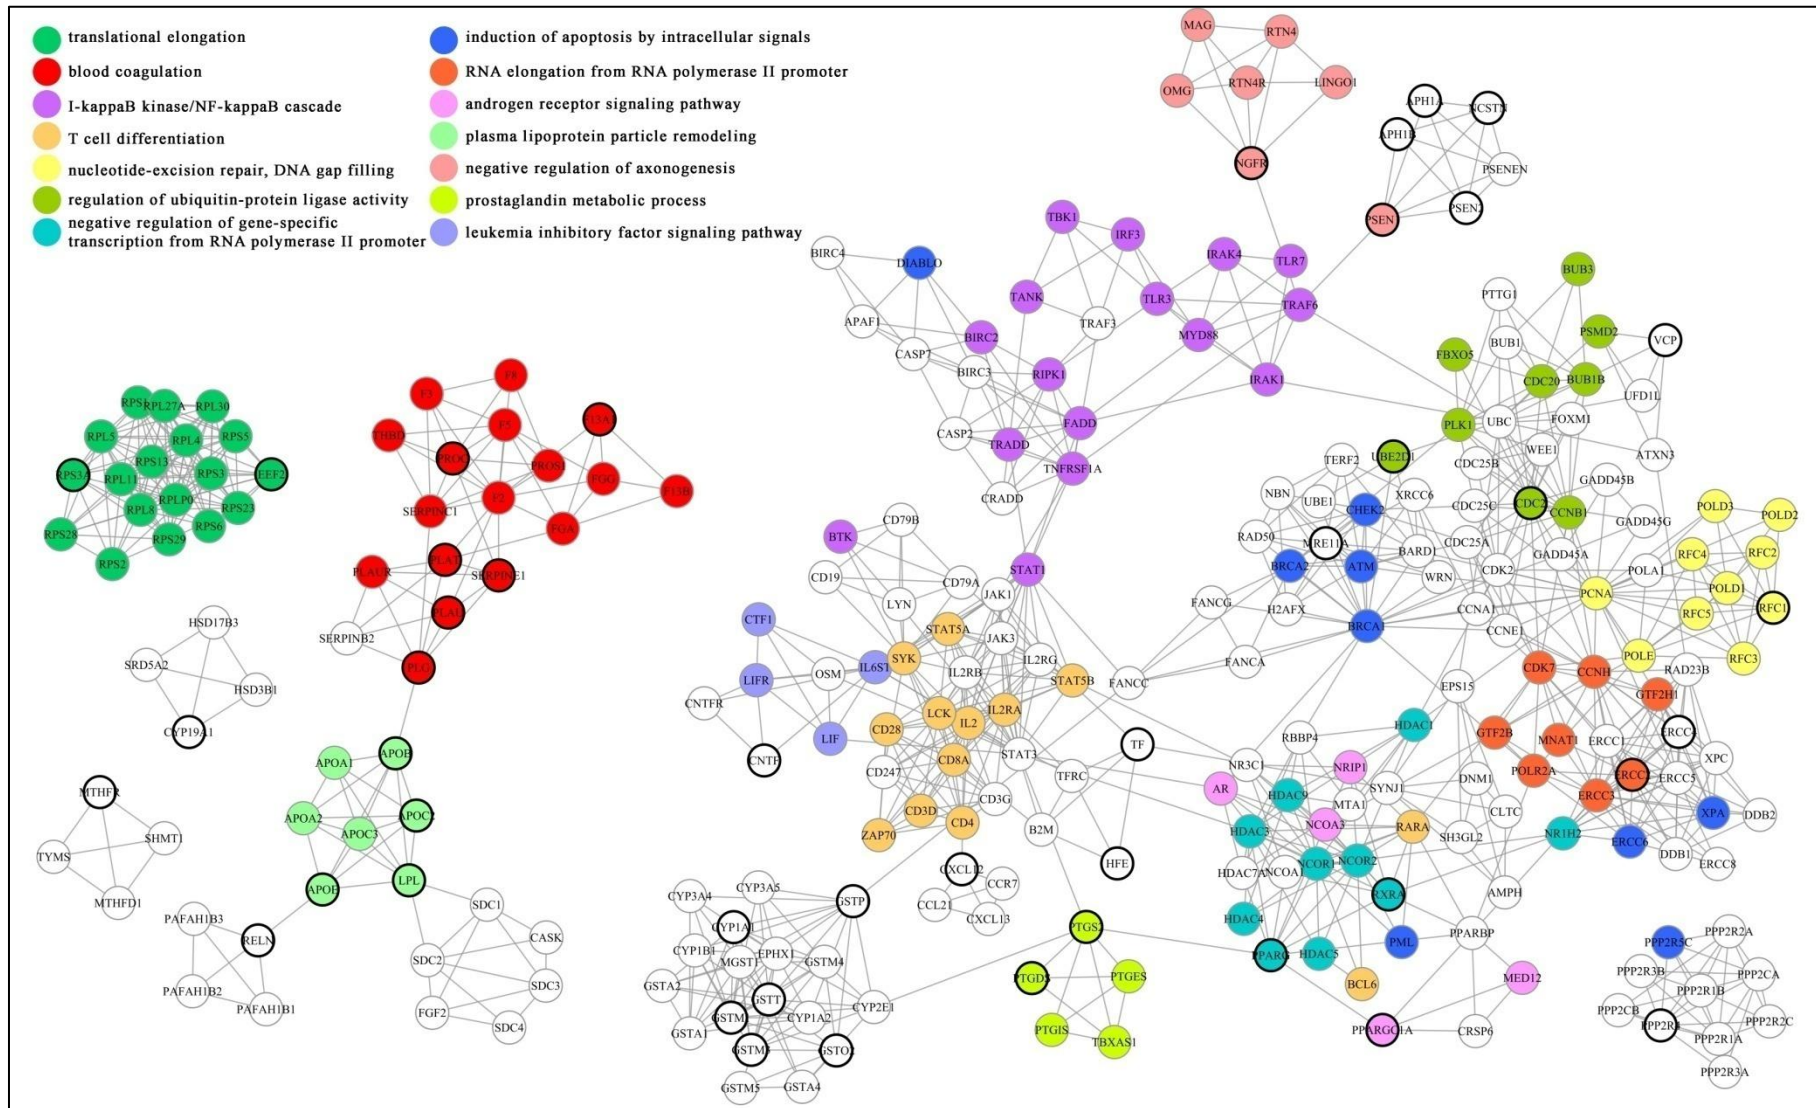 translational elongation
blood coagulation
I-kappaB kinase/NF-kappaB cascade
T cell differentiation
nucleotide-excision repair, DNA gap filling
regulation of ubiquitin-protein ligase activity
negative regulation of gene-specific
transcription from RNA polymerase II promoter
induction of apoptosis by intracellular signals
RNA elongation from RNA polymerase II promoter
androgen receptor signaling pathway
plasma lipoprotein particle remodeling
negative regulation of axonogenesis
prostaglandin metabolic process
leukemia inhibitory factor signaling pathway
MAG
RTN4
OMG
RTN4R
LINGO1
NGFR
APH1A
NCSTN
APH1B
PSENEN
PSEN2
TBK1
IRF3
BIRC4
DIABLO
IRAK4
TLR7
TANK
TLR3
TRAF6
APAF1
TRAF3
MYD88
BIRC2
CASP7
BIRC3
RIPK1
IRAK1
CASP2
FADD
TRADD
TNFRSF1A
CRADD
BUB3
PTTG1
PSMD2
VCP
BUB1
FBXO5
CDC20
BUB1B
UFD1L
PLK1
UBC
FOXM1
WEE1
ATXN3
CDC25B
TERF2
UBE2D1
GADD45B
NBN
UBE1
XRCC6
CHEK2
CDC25C
CDC2
CCNB1
GADD45G
POLD3
POLD2
RAD50
MRE11A
BARD1
CDC25A
GADD45A
RFC4
RFC2
BRCA2
ATM
WRN
CDK2
POLA1
POLD1
FANCG
H2AFX
CCNA1
PCNA
RFC5
RFC1
BRCA1
CCNE1
FANCA
POLE
RFC3
FANCC
RPL27A
RPL30
RPL5
RPL4
RPS5
RPS13
RPS3A
RPL11
RPS3
EEF2
RPLP0
RPL8
RPS23
RPS6
RPS28
RPS29
RPS2
F8
F3
F5
F13A1
THBD
PROC
PROS1
FGG
F13B
F2
SERPINC1
FGA
PLAT
PLAUR
SERPINE1
SERPINB2
PLG
HSD17B3
SRD5A2
HSD3B1
CYP19A1
APOA1
APOB
MTHFR
APOA2
APOC3
APOC2
TYMS
SHMT1
MTHFD1
APOE
LPL
PAFAH1B3
RELN
PAFAH1B2
PAFAH1B1
SDC1
CASK
SDC2
SDC3
FGF2
SDC4
CD79B
BTK
CD19
CD79A
STAT1
JAK1
LYN
CTF1
STAT5A
JAK3
SYK
IL2RB
IL2RG
LIFR
OSM
STAT5B
CNTFR
LCK
IL2
IL2RA
LIF
CD28
STAT3
CNTF
CD247
CD8A
TF
TFRC
CD3G
CD3D
CD4
ZAP70
B2M
HFE
CXCL12
CCR7
CCL21
CXCL13
CYP3A4
CYP3A5
CYP1A1
CYP1B1
MGST1
EPHX1
GSTM4
GSTA2
CYP1A2
CYP2E1
GSTA1
GSTM3
GSTO2
GSTM5
GSTA4
PTGS2
PTGDS
PTGES
PTGIS
TBXAS1
EPS15
CDK7
CCNH
RAD23B
GTF2H1
HDAC1
GTF2B
MNAT1
ERCC1
ERCC4
RBBP4
XPC
NR3C1
NRIP1
POLR2A
ERCC2
ERCC5
AR
HDAC9
SYNJ1
DNM1
ERCC3
MTA1
CLTC
XPA
DDB2
HDAC3
NCOA3
RARA
SH3GL2
NR1H2
ERCC6
DDB1
ERCC8
HDAC7A
NCOA1
NCOR1
NCOR2
RXRA
AMPH
HDAC4
PML
PPARBP
PPARG
HDAC5
BCL6
MED12
PPARGC1A
CRSP6
PPP2R5C
PPP2R2A
PPP2R3B
PPP2CA
PPP2R1B
PPP2CB
PPP2R2C
PPP2R1A
PPP2R3A